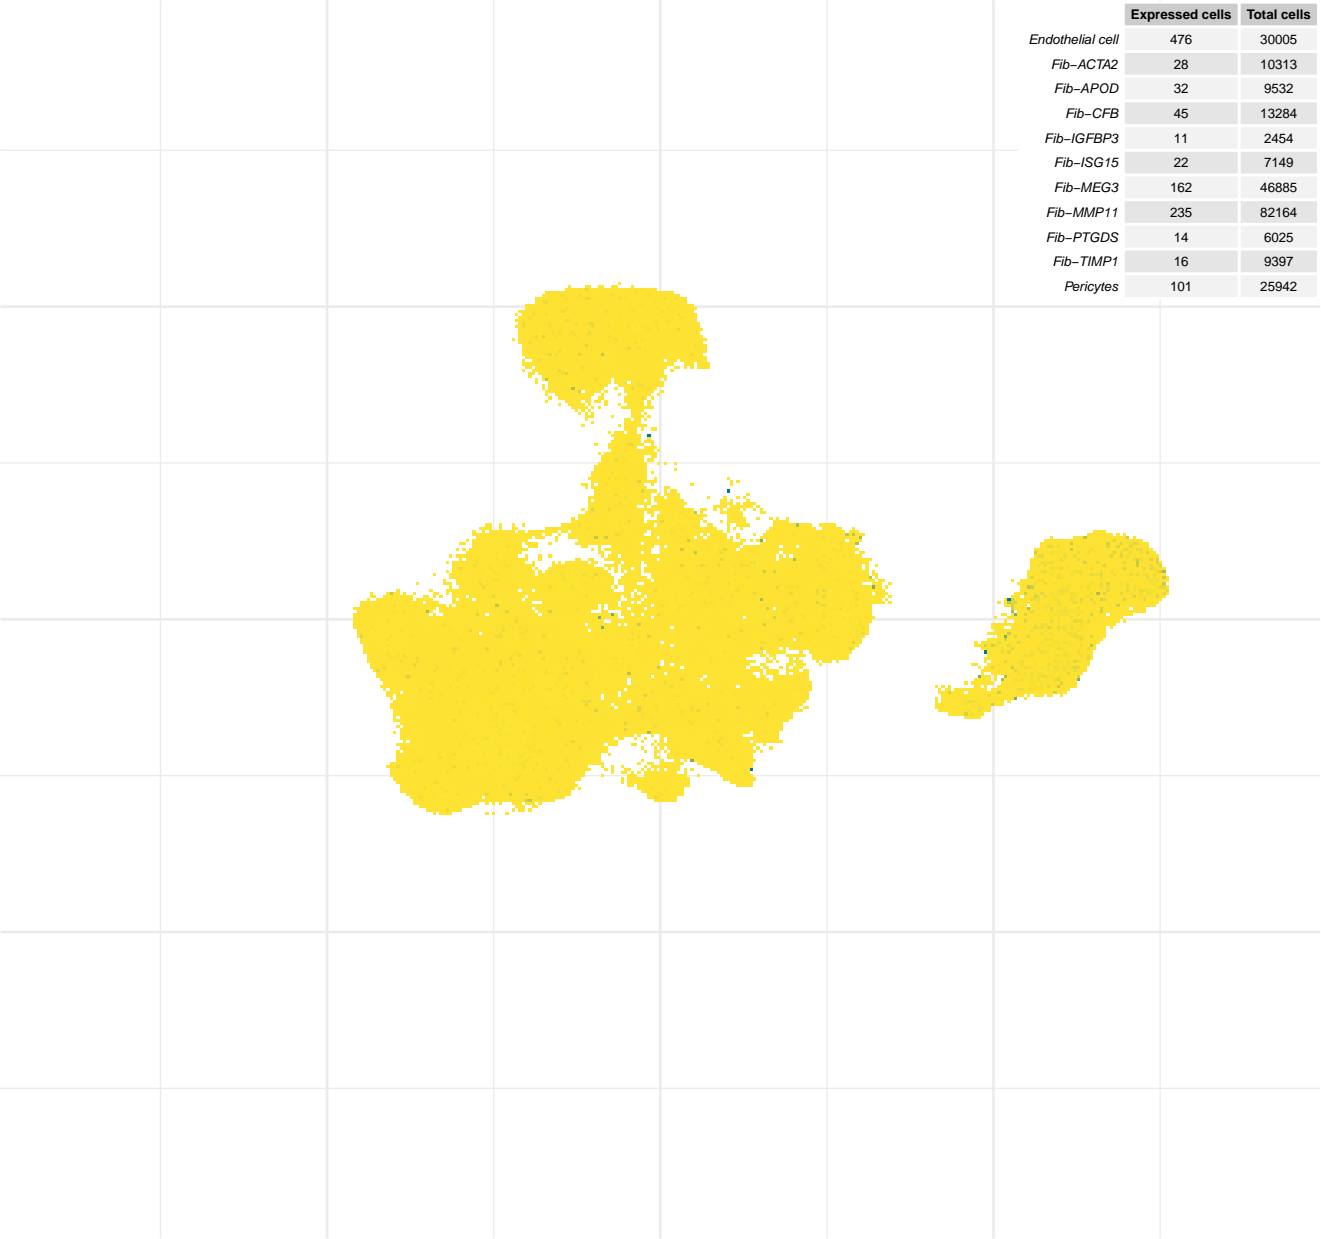 Expressed cells Total cells
Endothelial cell 476 30005
Fib−ACTA2 28 10313
Fib−APOD 32 9532
Fib−CFB 45 13284
Fib−IGFBP3 11 2454
Fib−ISG15 22 7149
Fib−MEG3 162 46885
Fib−MMP11 235 82164
Fib−PTGDS 14 6025
Fib−TIMP1 16 9397
Pericytes 101 25942